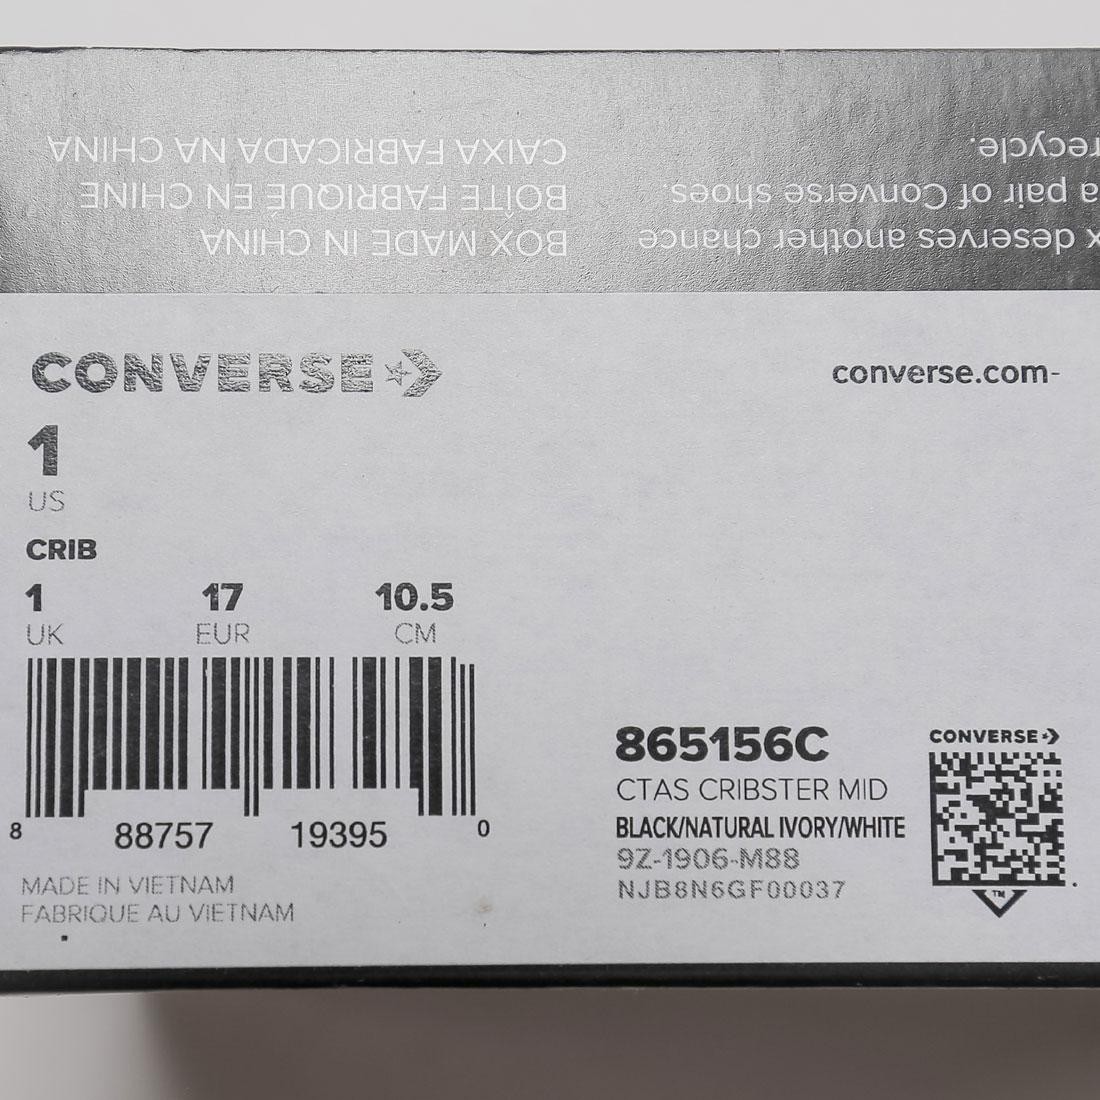 BOX MADE IN CHINA
BOÎTE FABRIQUÉ EN CHINE
CAIXA FABRICADA NA CHINA
x deserves another chance
a pair of Converse shoes.
recycle.
CONVERSE
converse.com-
1
US
CRIB
1 17 10.5
UK EUR CM
8 88757 19395 0
MADE IN VIETNAM
FABRIQUE AU VIETNAM
865156C
CTAS CRIBSTER MID
BLACK/NATURAL IVORY/WHITE
9Z-1906-M88
NJB8N6GF00037
CONVERSE
TM